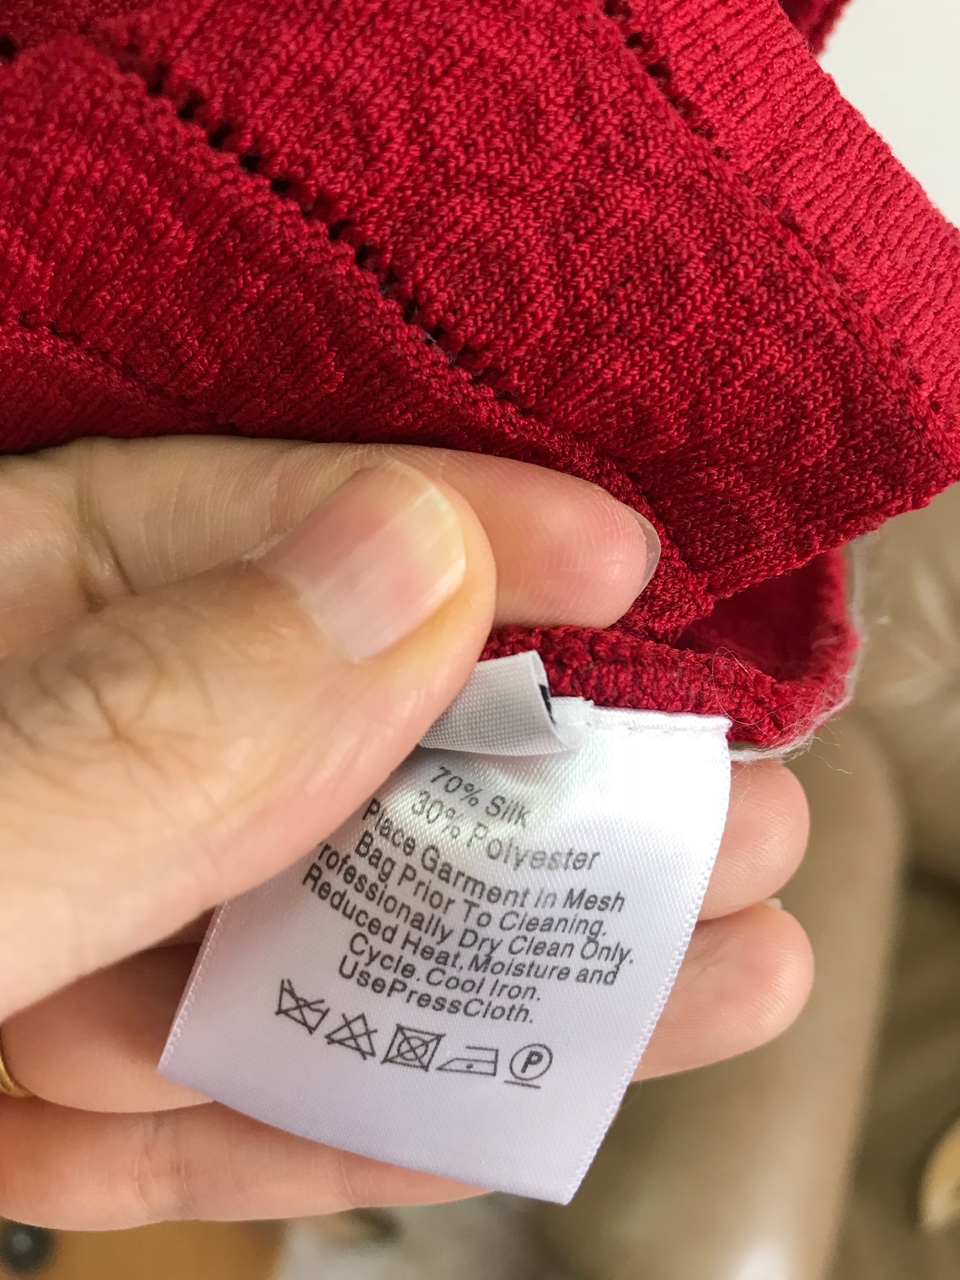 70% Silk
30% Polyester
Place Garment in Mesh
Bag Prior To Cleaning.
rofessionally Dry Clean Only.
Reduced Heat, Moisture and
Cycle. Cool Iron.
UsePressCloth.
P